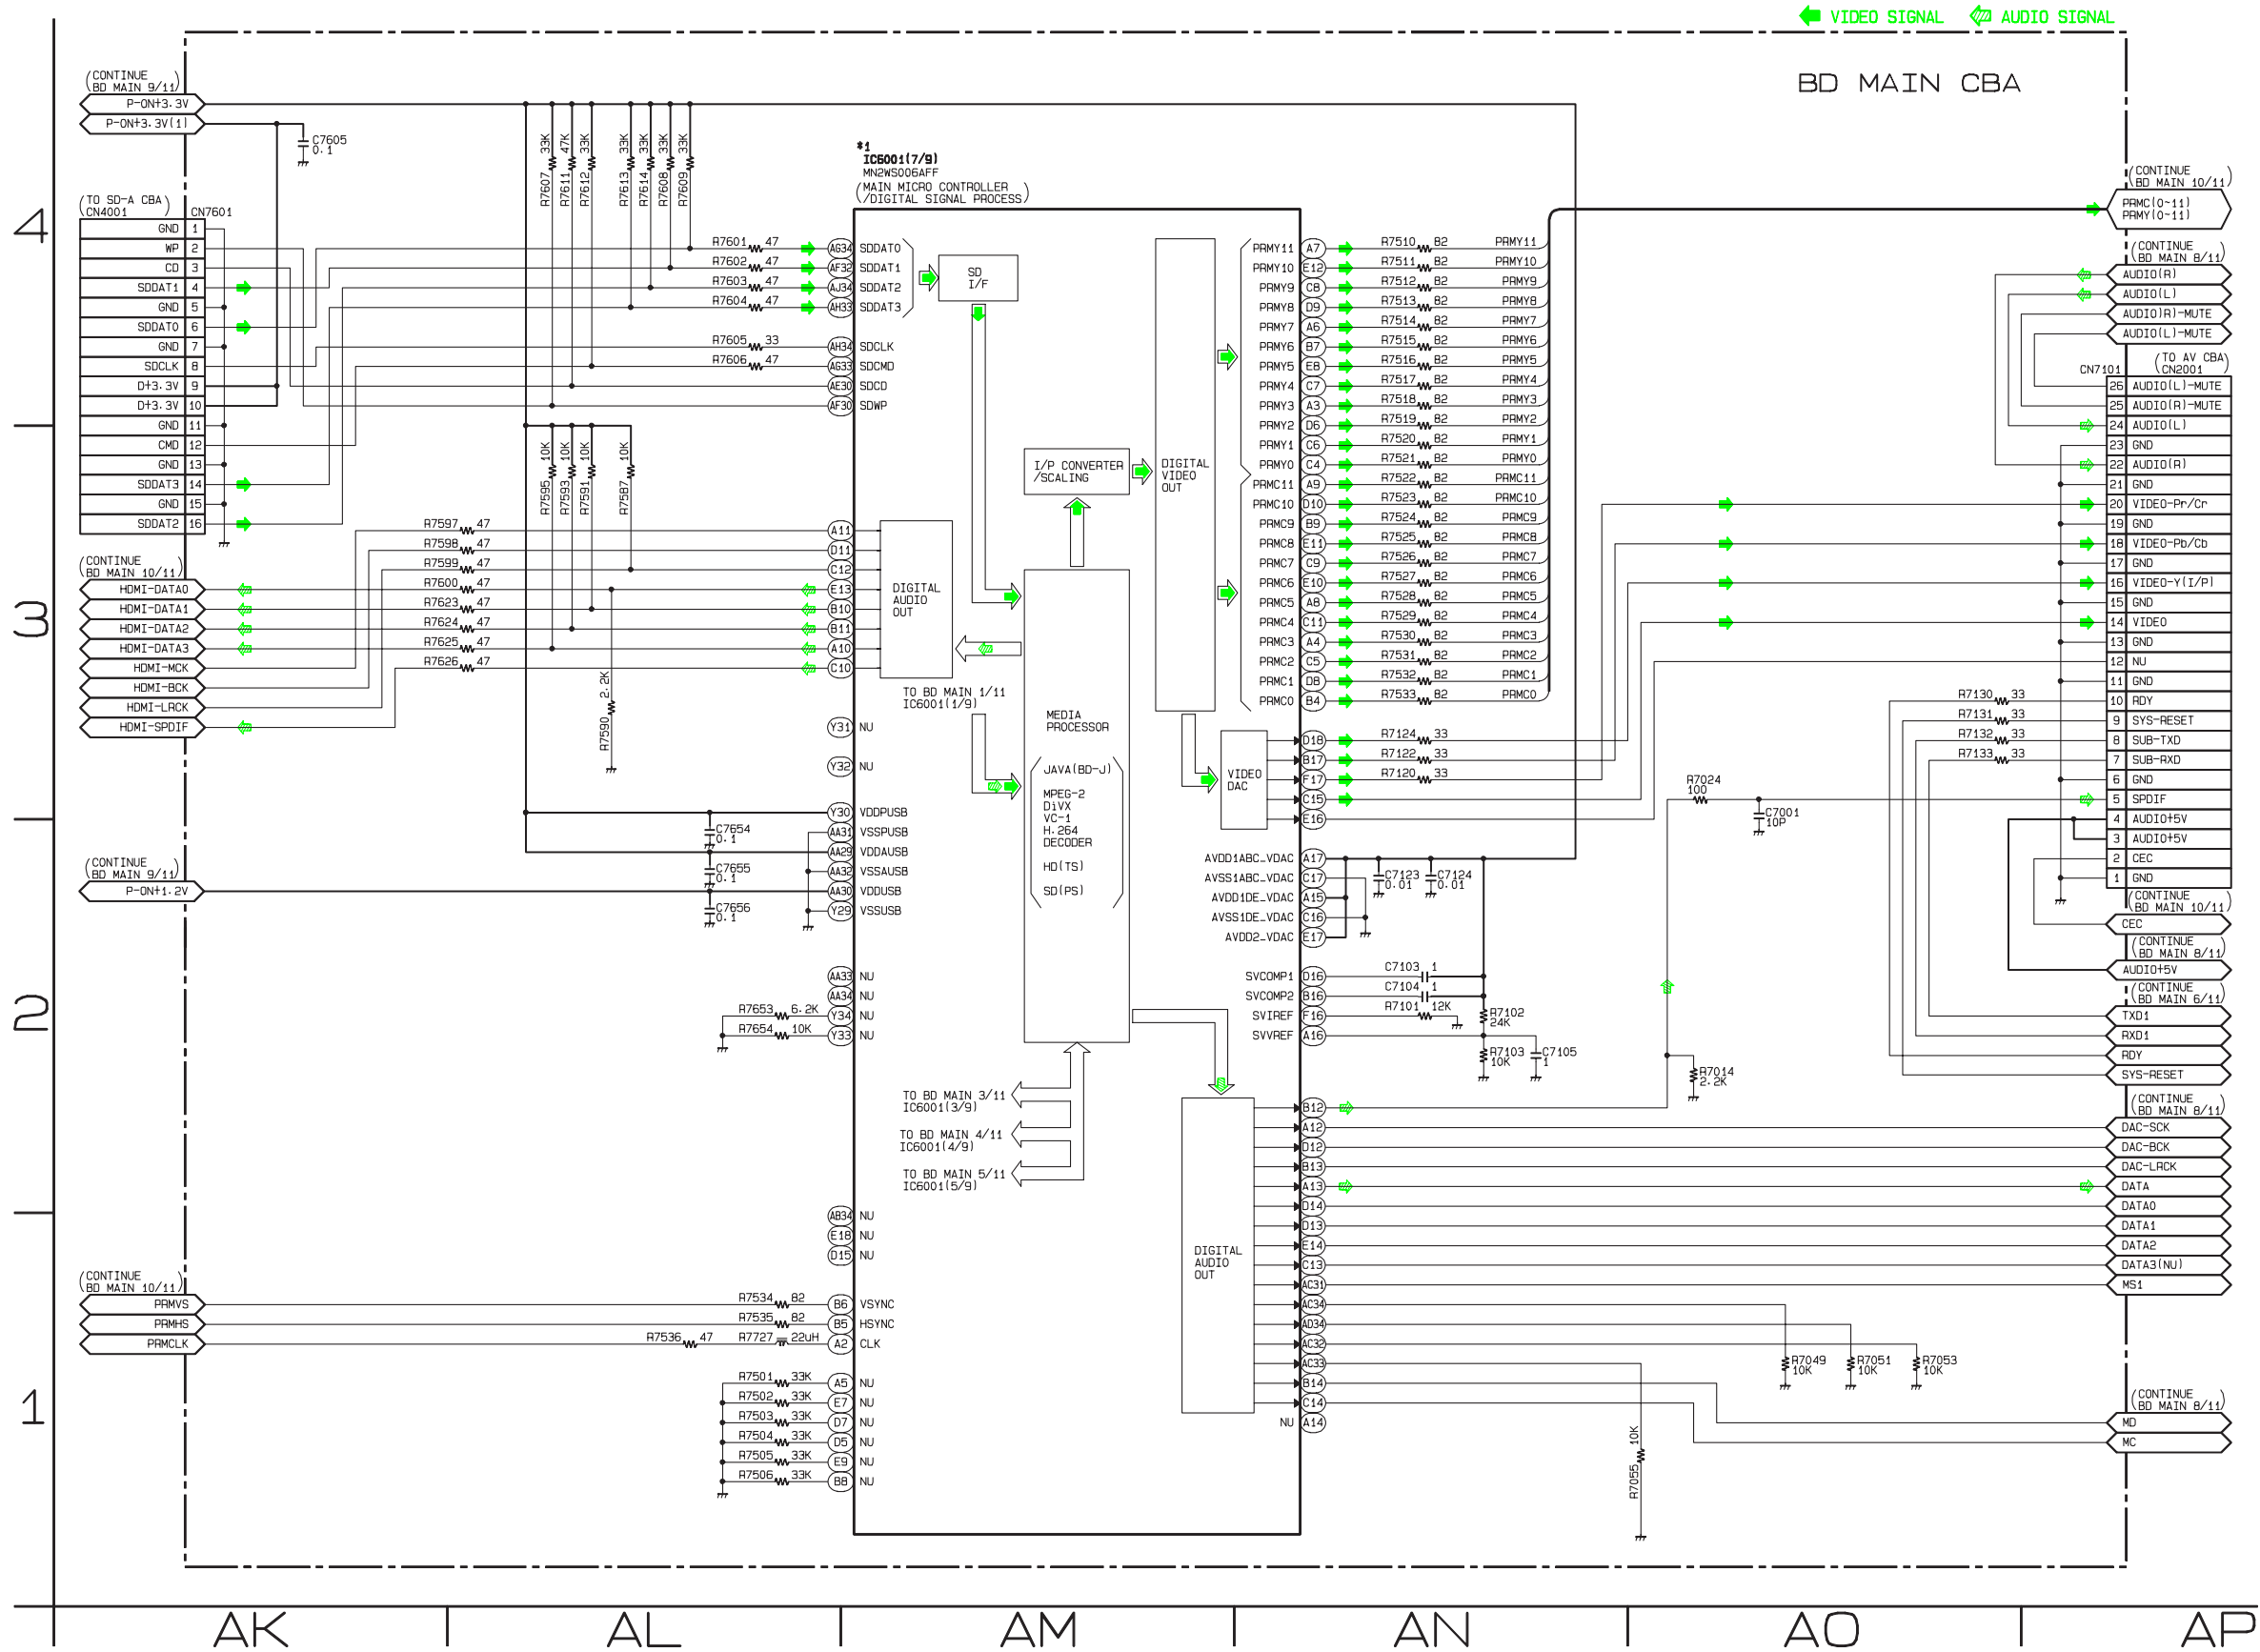 VIDEO SIGNAL   AUDIO SIGNAL
BD MAIN CBA
(CONTINUE
BD MAIN 9/11)
P-ON+3.3V
P-ON+3.3V(1)
C7605
0.1
(TO SD-A CBA)
CN4001
CN7601
GND 1
WP 2
CD 3
SDDAT1 4
GND 5
SDDAT0 6
GND 7
SDCLK 8
D+3.3V 9
D+3.3V 10
GND 11
CMD 12
GND 13
SDDAT3 14
GND 15
SDDAT2 16
(CONTINUE
BD MAIN 10/11)
HDMI-DATA0
HDMI-DATA1
HDMI-DATA2
HDMI-DATA3
HDMI-MCK
HDMI-BCK
HDMI-LRCK
HDMI-SPDIF
(CONTINUE
BD MAIN 9/11)
P-ON+1.2V
(CONTINUE
BD MAIN 10/11)
PRMVS
PRMHS
PRMCLK
R7607 33K
R7611 47K
R7612 33K
R7613 33K
R7614 33K
R7608 33K
R7609 33K
R7601 47
R7602 47
R7603 47
R7604 47
R7605 33
R7606 47
R7595 10K
R7593 10K
R7591 10K
R7587 10K
R7597 47
R7598 47
R7599 47
R7600 47
R7623 47
R7624 47
R7625 47
R7626 47
R7590 2.2K
C7654
0.1
C7655
0.1
C7656
0.1
R7653 6.2K
R7654 10K
R7534 82
R7535 82
R7536 47
R7727 22uH
R7501 33K
R7502 33K
R7503 33K
R7504 33K
R7505 33K
R7506 33K
*1
IC6001(7/9)
MN2WS006AFF
(MAIN MICRO CONTROLLER
/DIGITAL SIGNAL PROCESS)
AG34 SDDAT0
AF32 SDDAT1
AJ34 SDDAT2
AH33 SDDAT3
AH34 SDCLK
AG33 SDCMD
AE30 SDCD
AF30 SDWP
A11
D11
C12
E13
B10
B11
A10
C10
Y31 NU
Y32 NU
Y30 VDDPUSB
AA31 VSSPUSB
AA29 VDDAUSB
AA32 VSSAUSB
AA30 VDDUSB
Y29 VSSUSB
AA33 NU
AA34 NU
Y34 NU
Y33 NU
AB34 NU
E18 NU
D15 NU
B6 VSYNC
B5 HSYNC
A2 CLK
A5 NU
E7 NU
D7 NU
D5 NU
E9 NU
B8 NU
SD
I/F
I/P CONVERTER
/SCALING
DIGITAL
VIDEO
OUT
DIGITAL
AUDIO
OUT
TO BD MAIN 1/11
IC6001(1/9)
MEDIA
PROCESSOR
JAVA(BD-J)
MPEG-2
DiVX
VC-1
H.264
DECODER
HD(TS)
SD(PS)
VIDEO
DAC
TO BD MAIN 3/11
IC6001(3/9)
TO BD MAIN 4/11
IC6001(4/9)
TO BD MAIN 5/11
IC6001(5/9)
DIGITAL
AUDIO
OUT
PRMY11 A7 R7510 82 PRMY11
PRMY10 E12 R7511 82 PRMY10
PRMY9 C8 R7512 82 PRMY9
PRMY8 D9 R7513 82 PRMY8
PRMY7 A6 R7514 82 PRMY7
PRMY6 B7 R7515 82 PRMY6
PRMY5 E8 R7516 82 PRMY5
PRMY4 C7 R7517 82 PRMY4
PRMY3 A3 R7518 82 PRMY3
PRMY2 D6 R7519 82 PRMY2
PRMY1 C6 R7520 82 PRMY1
PRMY0 C4 R7521 82 PRMY0
PRMC11 A9 R7522 82 PRMC11
PRMC10 D10 R7523 82 PRMC10
PRMC9 B9 R7524 82 PRMC9
PRMC8 E11 R7525 82 PRMC8
PRMC7 C9 R7526 82 PRMC7
PRMC6 E10 R7527 82 PRMC6
PRMC5 A8 R7528 82 PRMC5
PRMC4 C11 R7529 82 PRMC4
PRMC3 A4 R7530 82 PRMC3
PRMC2 C5 R7531 82 PRMC2
PRMC1 D8 R7532 82 PRMC1
PRMC0 B4 R7533 82 PRMC0
D18 R7124 33
B17 R7122 33
F17 R7120 33
C15
E16
AVDD1ABC_VDAC A17
AVSS1ABC_VDAC C17
AVDD1DE_VDAC A15
AVSS1DE_VDAC C16
AVDD2_VDAC E17
C7123
0.01
C7124
0.01
SVCOMP1 D16 C7103 1
SVCOMP2 B16 C7104 1
SVIREF F16 R7101 12K
SVVREF A16
R7102
24K
R7103
10K
C7105
1
B12
A12
D12
B13
A13
D14
D13
E14
C13
AC31
AC34
AD34
AC32
AC33
B14
C14
NU A14
R7014
2.2K
R7024
100
C7001
10P
R7049
10K
R7051
10K
R7053
10K
R7055 10K
R7130 33
R7131 33
R7132 33
R7133 33
(CONTINUE
BD MAIN 10/11)
PRMC(0~11)
PRMY(0~11)
(CONTINUE
BD MAIN 8/11)
AUDIO(R)
AUDIO(L)
AUDIO)R)-MUTE
AUDIO(L)-MUTE
(TO AV CBA)
CN7101 CN2001
26 AUDIO(L)-MUTE
25 AUDIO(R)-MUTE
24 AUDIO(L)
23 GND
22 AUDIO(R)
21 GND
20 VIDEO-Pr/Cr
19 GND
18 VIDEO-Pb/Cb
17 GND
16 VIDEO-Y(I/P)
15 GND
14 VIDEO
13 GND
12 NU
11 GND
10 RDY
9 SYS-RESET
8 SUB-TXD
7 SUB-RXD
6 GND
5 SPDIF
4 AUDIO+5V
3 AUDIO+5V
2 CEC
1 GND
(CONTINUE
BD MAIN 10/11)
CEC
(CONTINUE
BD MAIN 8/11)
AUDIO+5V
(CONTINUE
BD MAIN 6/11)
TXD1
RXD1
RDY
SYS-RESET
(CONTINUE
BD MAIN 8/11)
DAC-SCK
DAC-BCK
DAC-LRCK
DATA
DATA0
DATA1
DATA2
DATA3(NU)
MS1
(CONTINUE
BD MAIN 8/11)
MD
MC
4
3
2
1
AK AL AM AN AO AP